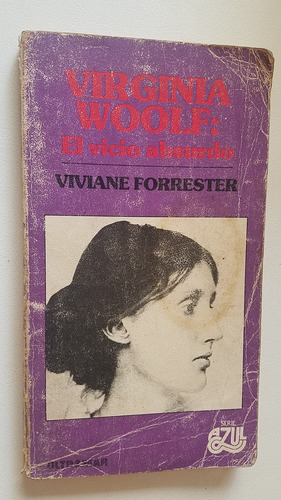 VIRGINIA
WOOLF:
El vicio absurdo
VIVIANE FORRESTER
SERIE
AZUL
ULTRAMAR